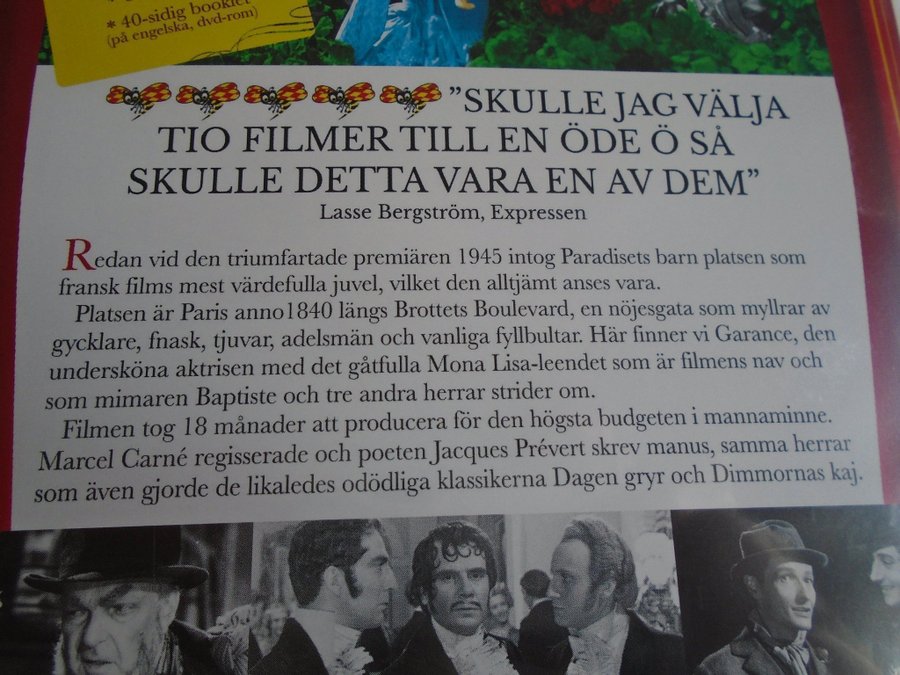 * 40-sidig booklet
(på engelska, dvd-rom)
"SKULLE JAG VÄLJA
TIO FILMER TILL EN ÖDE Ö SÅ
SKULLE DETTA VARA EN AV DEM"
Lasse Bergström, Expressen
Redan vid den triumfartade premiären 1945 intog Paradisets barn platsen som
fransk films mest värdefulla juvel, vilket den alltjämt anses vara.
Platsen är Paris anno1840 längs Brottets Boulevard, en nöjesgata som myllrar av
gycklare, fnask, tjuvar, adelsmän och vanliga fyllbultar. Här finner vi Garance, den
undersköna aktrisen med det gåtfulla Mona Lisa-leendet som är filmens nav och
som mimaren Baptiste och tre andra herrar strider om.
Filmen tog 18 månader att producera för den högsta budgeten i mannaminne.
Marcel Carné regisserade och poeten Jacques Prévert skrev manus, samma herrar
som även gjorde de likaledes odödliga klassikerna Dagen gryr och Dimmornas kaj.